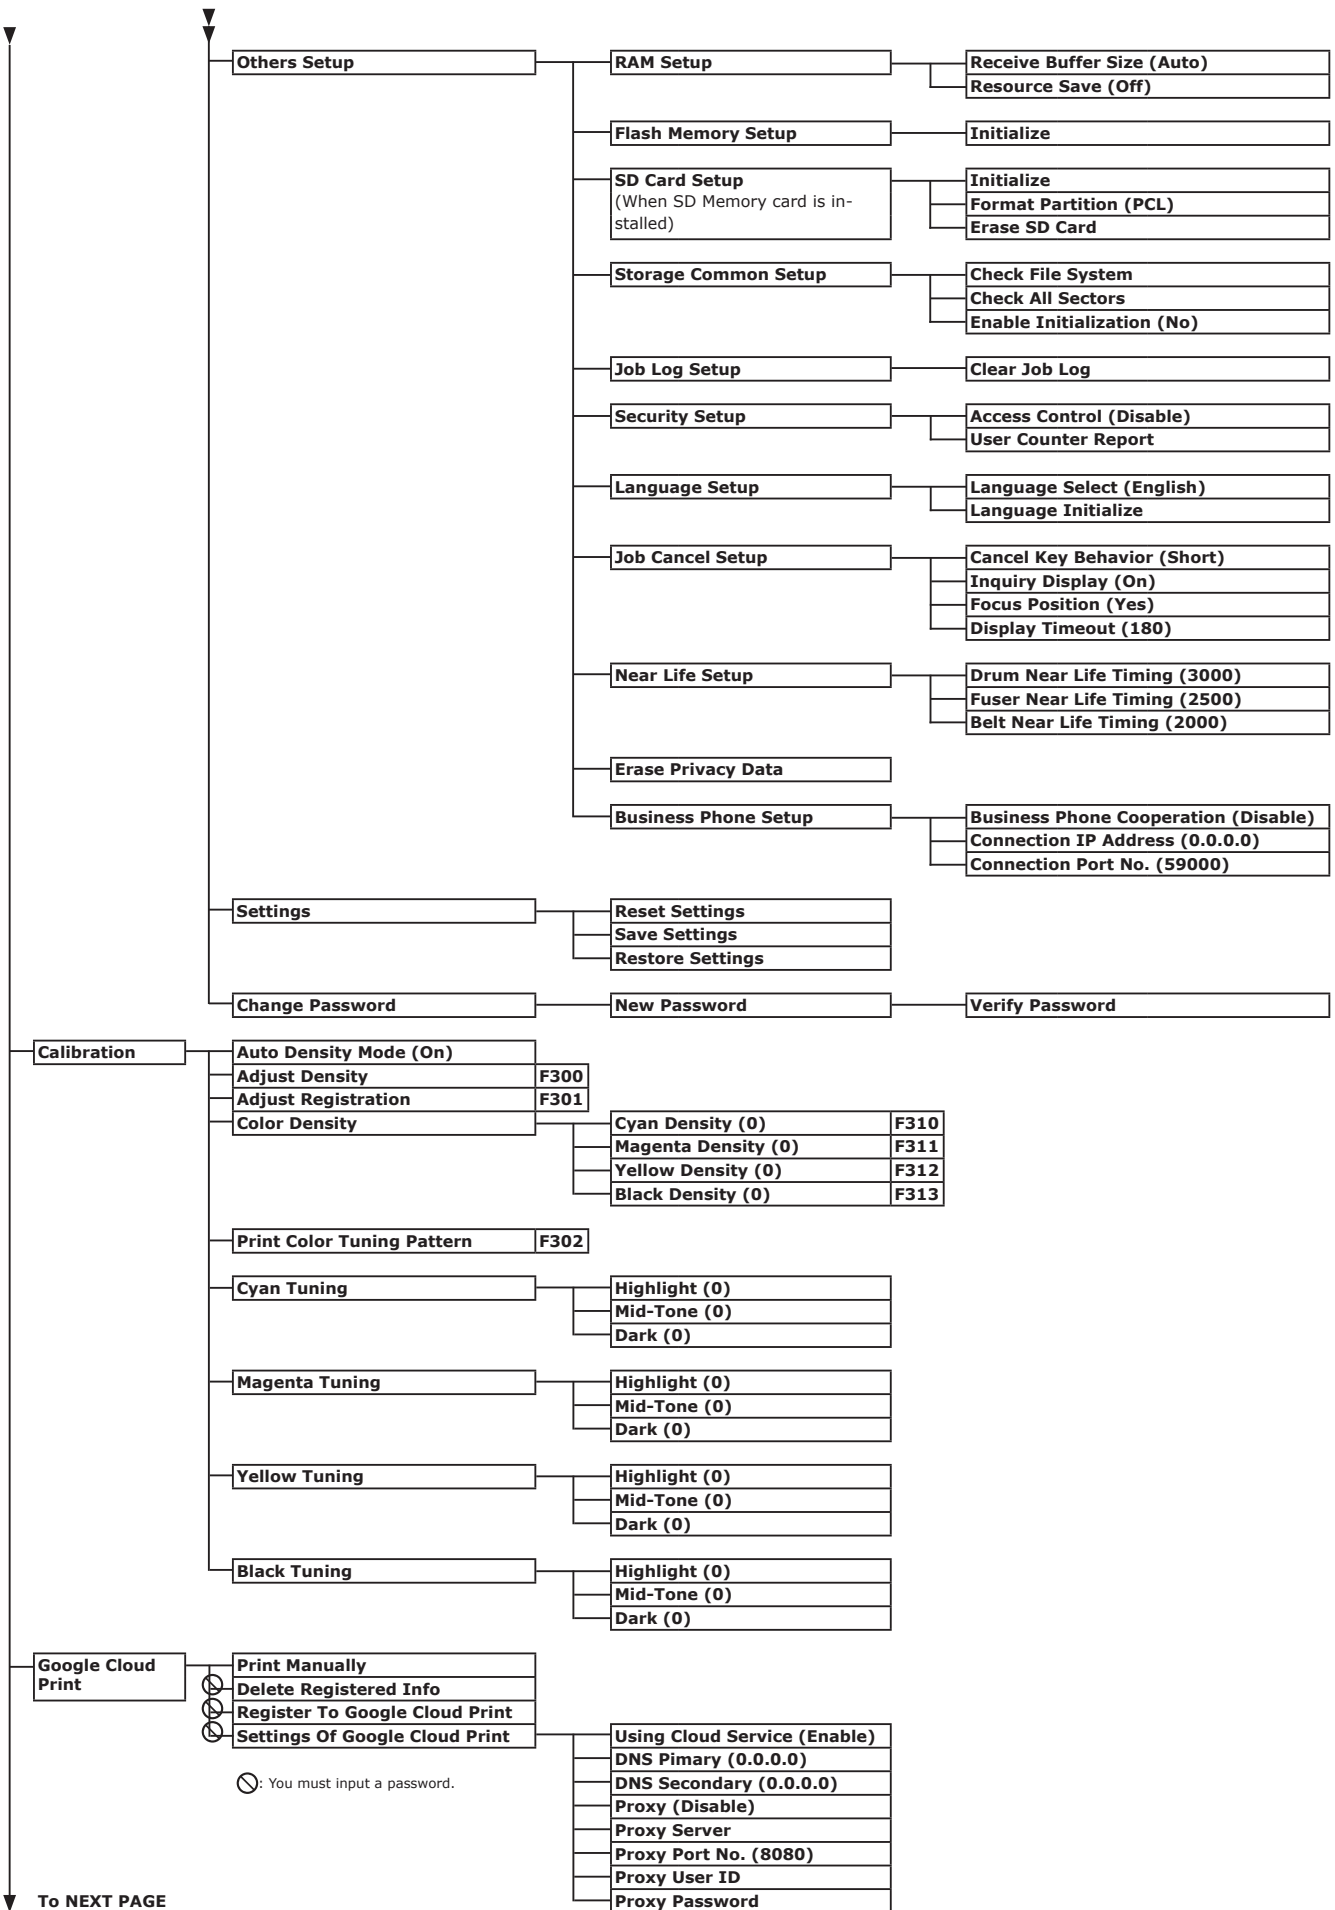 Others Setup
RAM Setup
Receive Buffer Size (Auto)
Resource Save (Off)
Flash Memory Setup
Initialize
SD Card Setup
(When SD Memory card is in-
stalled)
Initialize
Format Partition (PCL)
Erase SD Card
Storage Common Setup
Check File System
Check All Sectors
Enable Initialization (No)
Job Log Setup
Clear Job Log
Security Setup
Access Control (Disable)
User Counter Report
Language Setup
Language Select (English)
Language Initialize
Job Cancel Setup
Cancel Key Behavior (Short)
Inquiry Display (On)
Focus Position (Yes)
Display Timeout (180)
Near Life Setup
Drum Near Life Timing (3000)
Fuser Near Life Timing (2500)
Belt Near Life Timing (2000)
Erase Privacy Data
Business Phone Setup
Business Phone Cooperation (Disable)
Connection IP Address (0.0.0.0)
Connection Port No. (59000)
Settings
Reset Settings
Save Settings
Restore Settings
Change Password
New Password
Verify Password
Calibration
Auto Density Mode (On)
Adjust Density F300
Adjust Registration F301
Color Density
Cyan Density (0) F310
Magenta Density (0) F311
Yellow Density (0) F312
Black Density (0) F313
Print Color Tuning Pattern F302
Cyan Tuning
Highlight (0)
Mid-Tone (0)
Dark (0)
Magenta Tuning
Highlight (0)
Mid-Tone (0)
Dark (0)
Yellow Tuning
Highlight (0)
Mid-Tone (0)
Dark (0)
Black Tuning
Highlight (0)
Mid-Tone (0)
Dark (0)
Google Cloud
Print
Print Manually
Delete Registered Info
Register To Google Cloud Print
Settings Of Google Cloud Print
Using Cloud Service (Enable)
DNS Pimary (0.0.0.0)
DNS Secondary (0.0.0.0)
Proxy (Disable)
Proxy Server
Proxy Port No. (8080)
Proxy User ID
Proxy Password
: You must input a password.
To NEXT PAGE